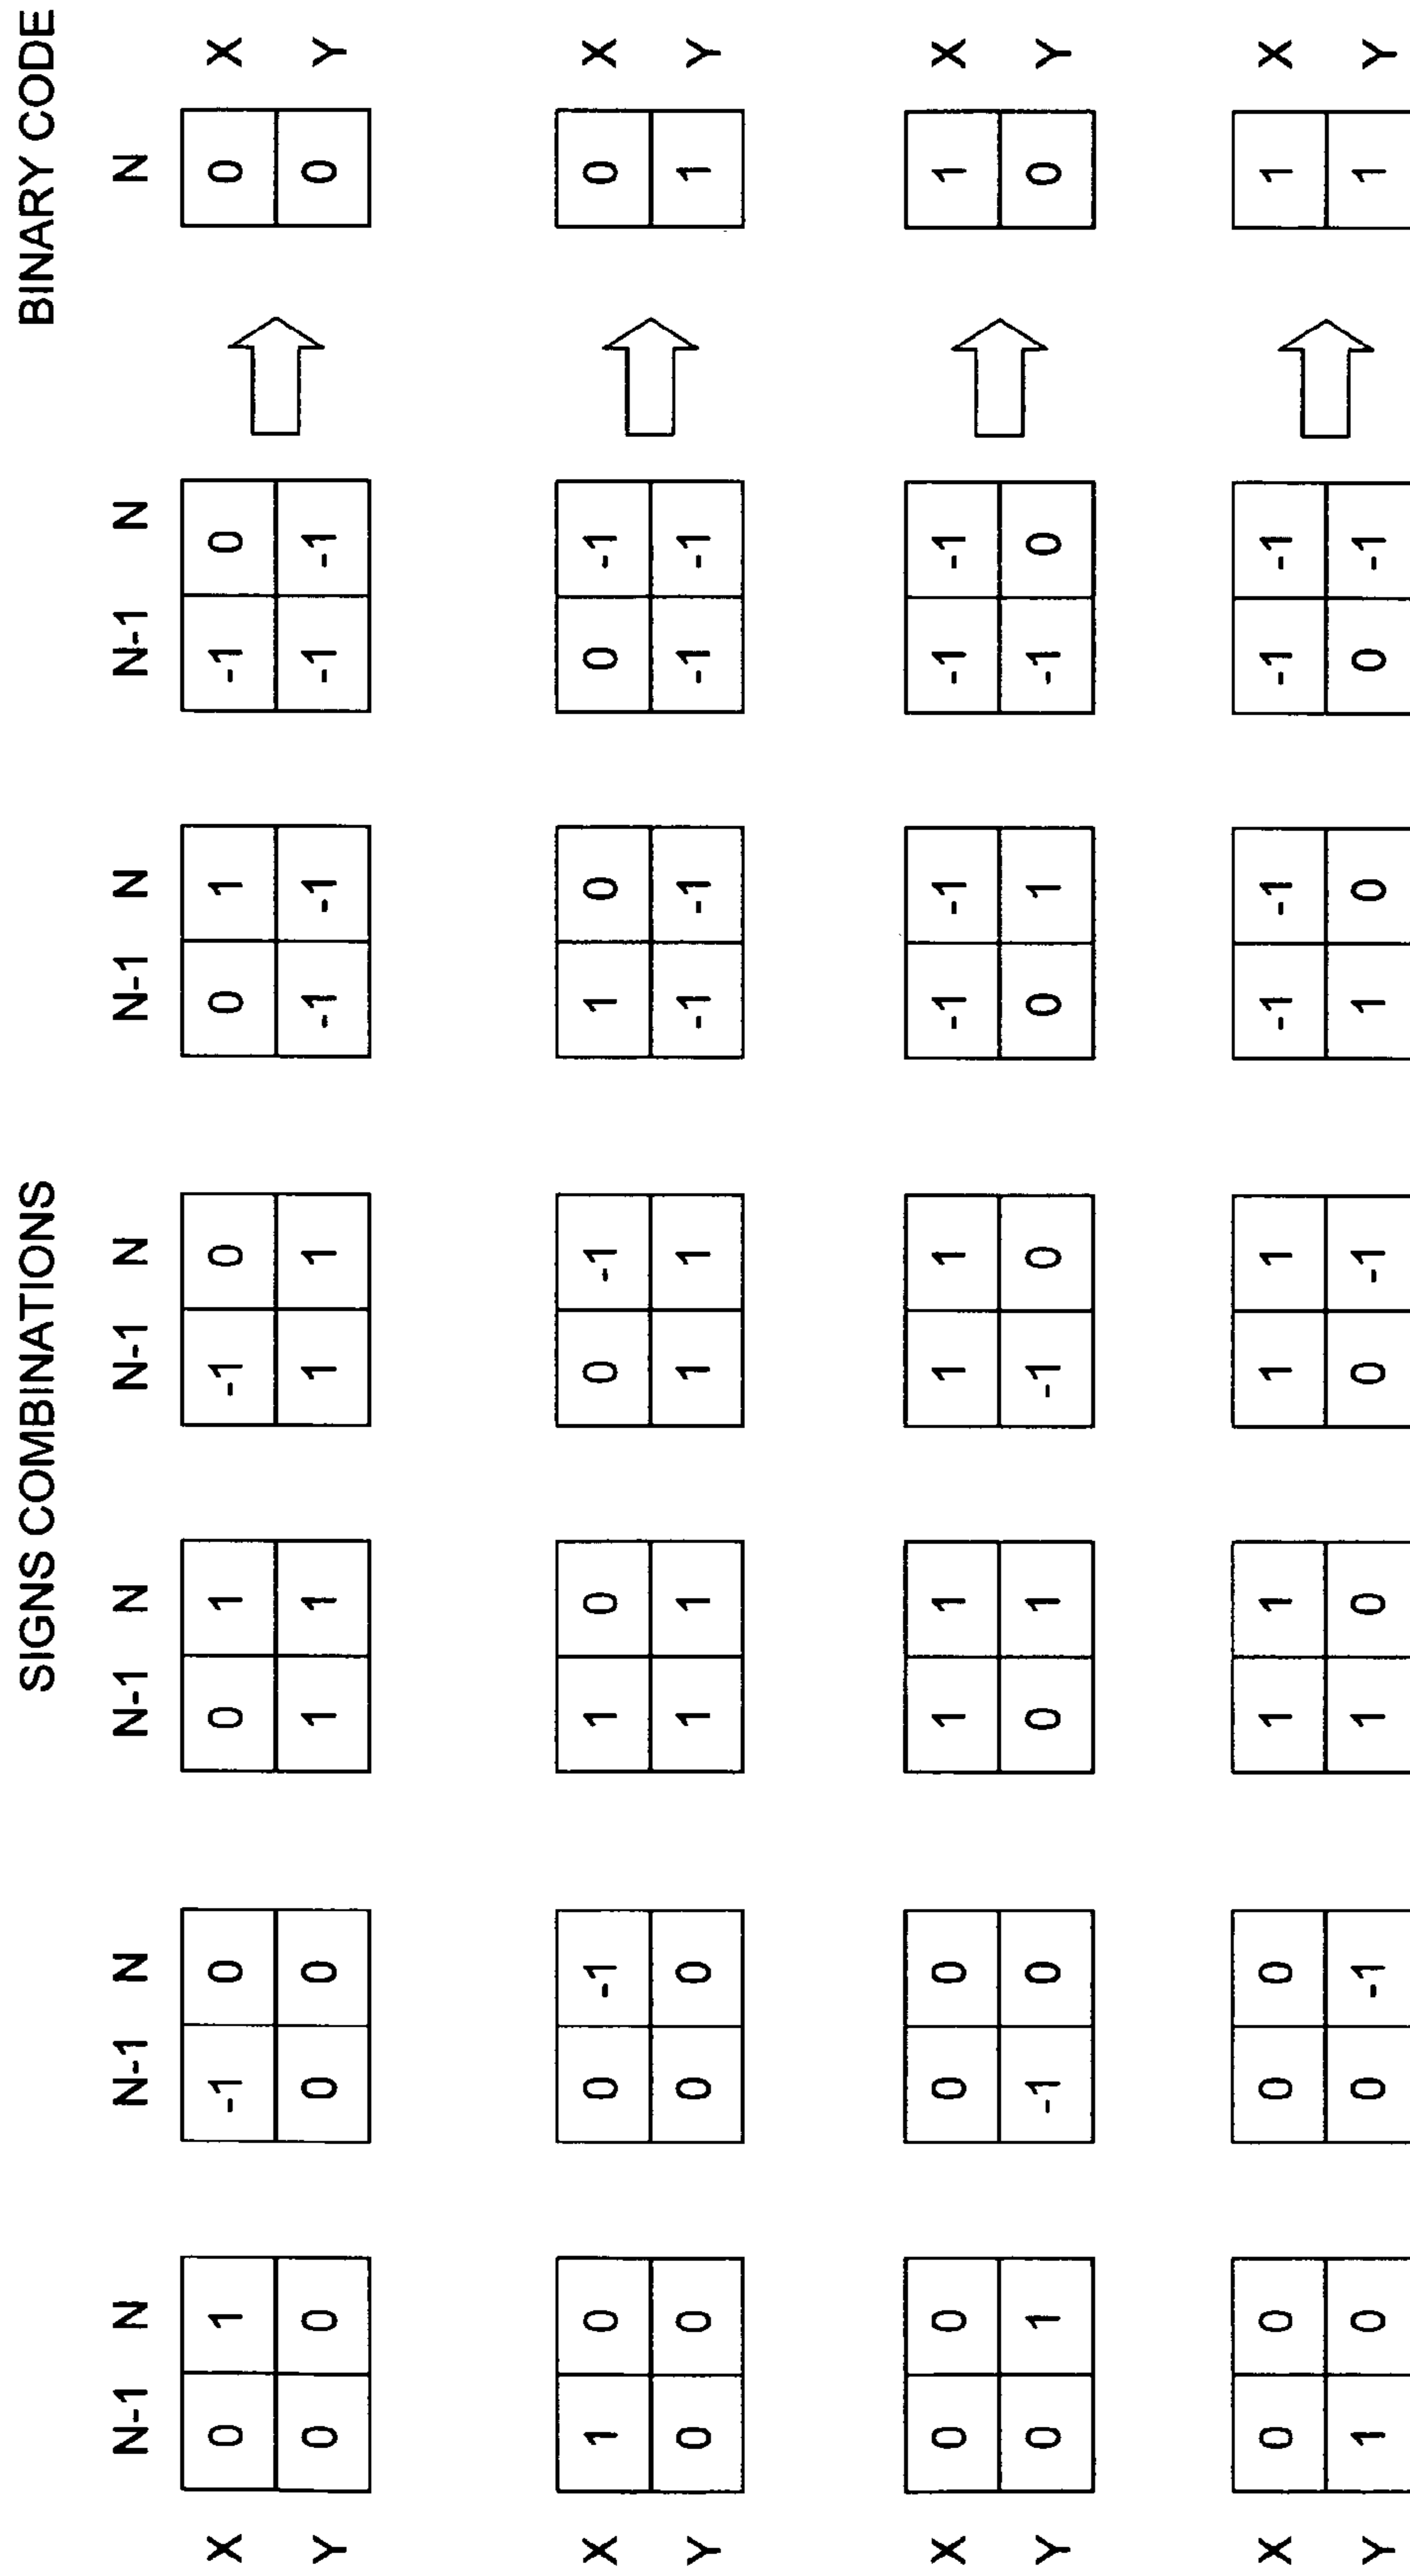 SIGNS COMBINATIONS BINARY CODE
N-1 N N-1 N N-1 N N-1 N N-1 N N-1 N N
X 0 1 -1 0 0 1 -1 0 0 1 -1 0 0 X
Y 0 0 0 0 1 1 1 1 -1 -1 -1 -1 0 Y
X 1 0 0 -1 1 0 0 -1 1 0 0 -1 0 X
Y 0 0 0 0 1 1 1 1 -1 -1 -1 -1 1 Y
X 0 0 0 0 1 1 1 1 -1 -1 -1 -1 1 X
Y 0 1 -1 0 0 1 -1 0 0 1 -1 0 0 Y
X 0 0 0 0 1 1 1 1 -1 -1 -1 -1 1 X
Y 1 0 0 -1 1 0 0 -1 1 0 0 -1 1 Y